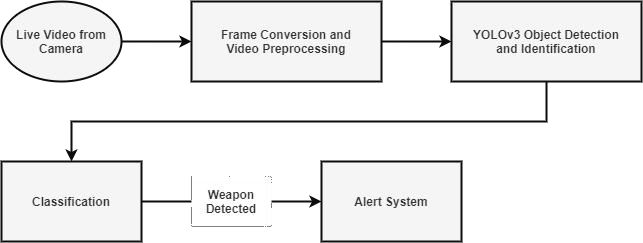 Live Video from
Camera
Frame Conversion and
Video Preprocessing
YOLOv3 Object Detection
and Identification
Classification
Weapon
Detected
Alert System